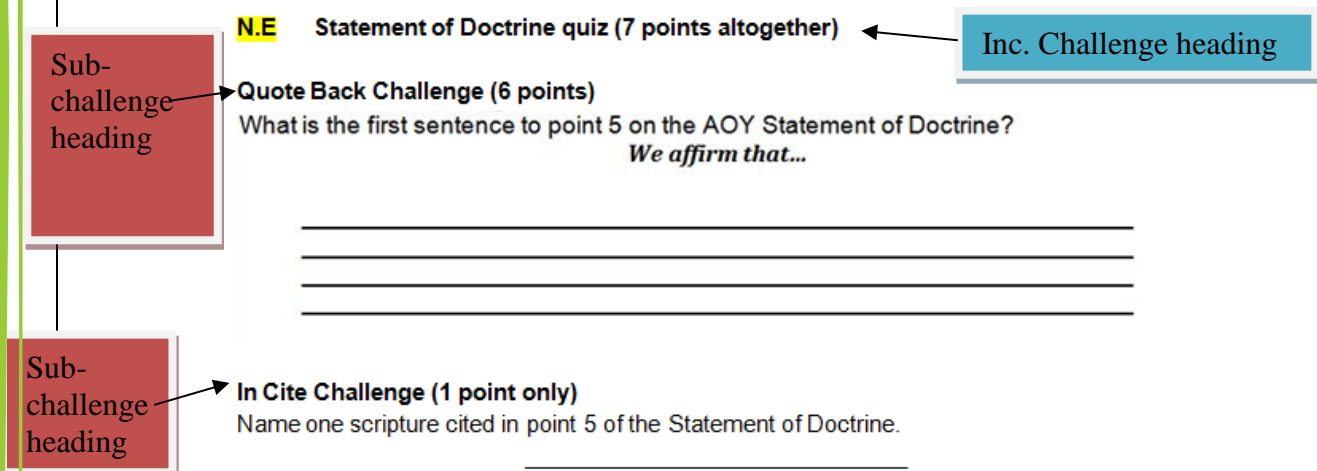 N.E Statement of Doctrine quiz (7 points altogether)
Inc. Challenge heading
Sub-
challenge
heading
Quote Back Challenge (6 points)
What is the first sentence to point 5 on the AOY Statement of Doctrine?
We affirm that...
Sub-
challenge
heading
In Cite Challenge (1 point only)
Name one scripture cited in point 5 of the Statement of Doctrine.